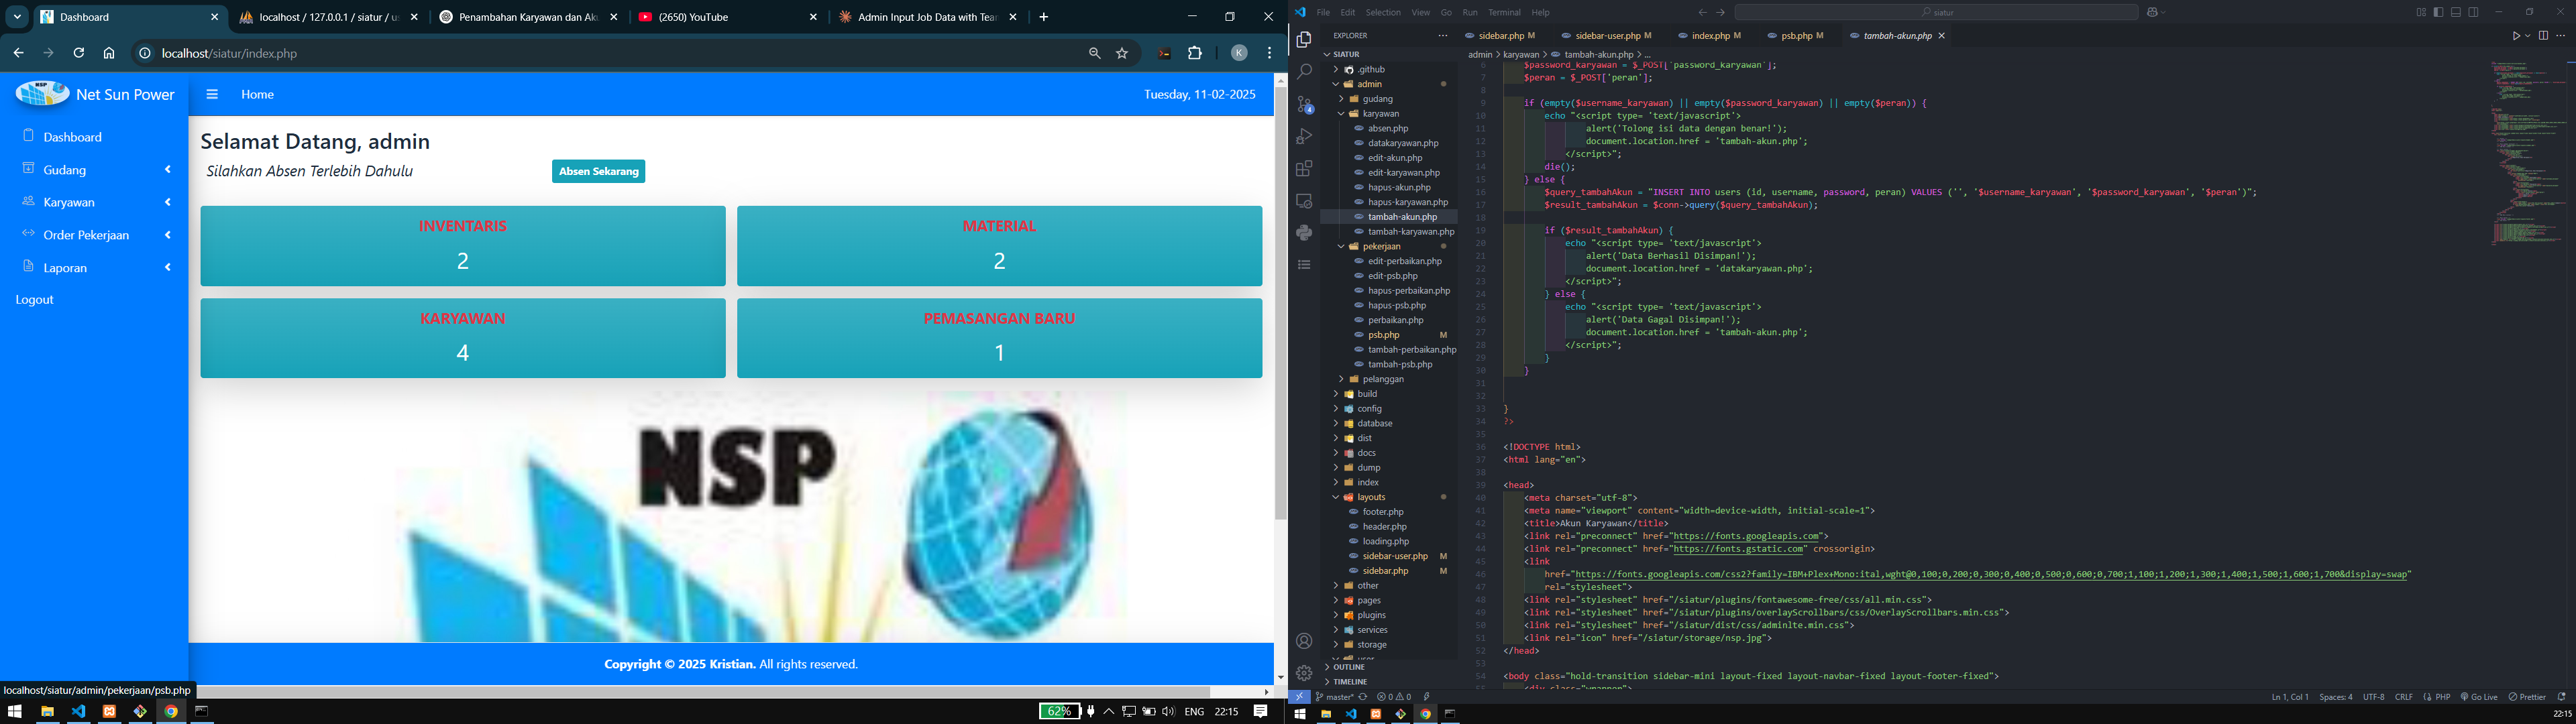 Dashboard
localhost / 127.0.0.1 / siatur / us
Penambahan Karyawan dan Aku
(2650) YouTube
Admin Input Job Data with Tean
localhost/siatur/index.php
K
Net Sun Power
Home
Tuesday, 11-02-2025
Dashboard
Gudang
Karyawan
Order Pekerjaan
Laporan
Logout
Selamat Datang, admin
Silahkan Absen Terlebih Dahulu
Absen Sekarang
INVENTARIS
2
MATERIAL
2
KARYAWAN
4
PEMASANGAN BARU
1
NSP
Copyright © 2025 Kristian. All rights reserved.
localhost/siatur/admin/pekerjaan/psb.php
62%
ENG
22:15
File Edit Selection View Go Run Terminal Help
siatur
EXPLORER
SIATUR
.github
admin
gudang
karyawan
absen.php
datakaryawan.php
edit-akun.php
edit-karyawan.php
hapus-akun.php
hapus-karyawan.php
tambah-akun.php
tambah-karyawan.php
pekerjaan
edit-perbaikan.php
edit-psb.php
hapus-perbaikan.php
hapus-psb.php
perbaikan.php
psb.php M
tambah-perbaikan.php
tambah-psb.php
pelanggan
build
config
database
dist
docs
dump
index
layouts
footer.php
header.php
loading.php
sidebar-user.php M
sidebar.php M
other
pages
plugins
services
storage
user
OUTLINE
TIMELINE
sidebar.php M
sidebar-user.php M
index.php M
psb.php M
tambah-akun.php
admin > karyawan > tambah-akun.php > ...
6 $password_karyawan = $_POST['password_karyawan'];
7 $peran = $_POST['peran'];
8
9 if (empty($username_karyawan) || empty($password_karyawan) || empty($peran)) {
10 echo "<script type= 'text/javascript'>
11 alert('Tolong isi data dengan benar!');
12 document.location.href = 'tambah-akun.php';
13 </script>";
14 die();
15 } else {
16 $query_tambahAkun = "INSERT INTO users (id, username, password, peran) VALUES ('', '$username_karyawan', '$password_karyawan', '$peran')";
17 $result_tambahAkun = $conn->query($query_tambahAkun);
18
19 if ($result_tambahAkun) {
20 echo "<script type= 'text/javascript'>
21 alert('Data Berhasil Disimpan!');
22 document.location.href = 'datakaryawan.php';
23 </script>";
24 } else {
25 echo "<script type= 'text/javascript'>
26 alert('Data Gagal Disimpan!');
27 document.location.href = 'tambah-akun.php';
28 </script>";
29 }
30 }
31
32
33 }
34 ?>
35
36 <!DOCTYPE html>
37 <html lang="en">
38
39 <head>
40 <meta charset="utf-8">
41 <meta name="viewport" content="width=device-width, initial-scale=1">
42 <title>Akun Karyawan</title>
43 <link rel="preconnect" href="https://fonts.googleapis.com">
44 <link rel="preconnect" href="https://fonts.gstatic.com" crossorigin>
45 <link
46 href="https://fonts.googleapis.com/css2?family=IBM+Plex+Mono:ital,wght@0,100;0,200;0,300;0,400;0,500;0,600;0,700;1,100;1,200;1,300;1,400;1,500;1,600;1,700&display=swap"
47 rel="stylesheet">
48 <link rel="stylesheet" href="/siatur/plugins/fontawesome-free/css/all.min.css">
49 <link rel="stylesheet" href="/siatur/plugins/overlayScrollbars/css/OverlayScrollbars.min.css">
50 <link rel="stylesheet" href="/siatur/dist/css/adminlte.min.css">
51 <link rel="icon" href="/siatur/storage/nsp.jpg">
52 </head>
53
54 <body class="hold-transition sidebar-mini layout-fixed layout-navbar-fixed layout-footer-fixed">
55 <div class="wrapper">
master*
0 0
Ln 1, Col 1 Spaces: 4 UTF-8 CRLF PHP Go Live Prettier
22:15